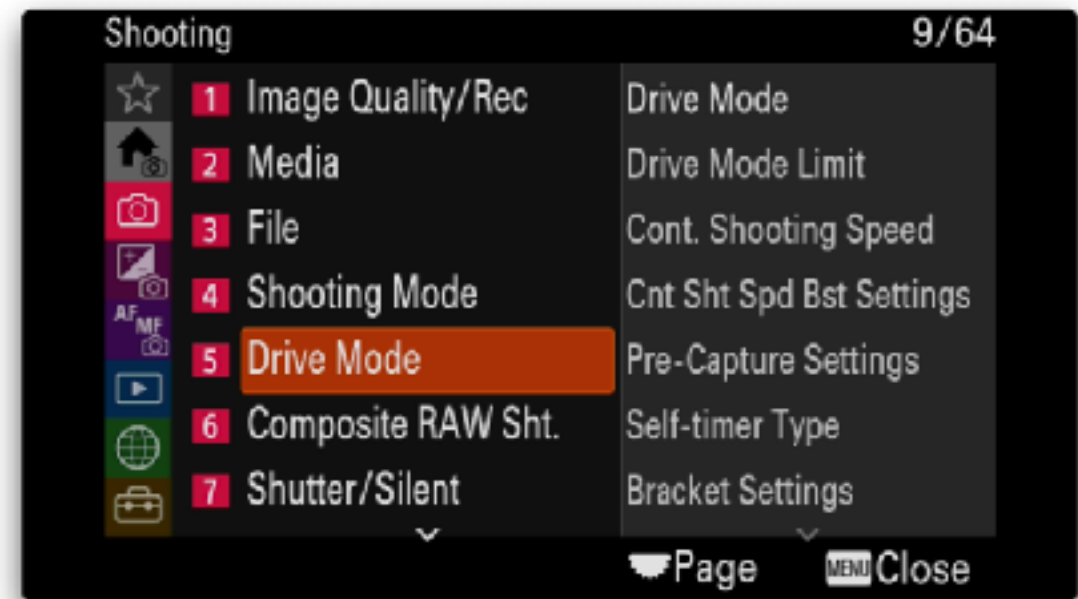 Shooting 9/64
1 Image Quality/Rec
2 Media
3 File
4 Shooting Mode
5 Drive Mode
6 Composite RAW Sht.
7 Shutter/Silent
AF MF
Drive Mode
Drive Mode Limit
Cont. Shooting Speed
Cnt Sht Spd Bst Settings
Pre-Capture Settings
Self-timer Type
Bracket Settings
Page MENU Close